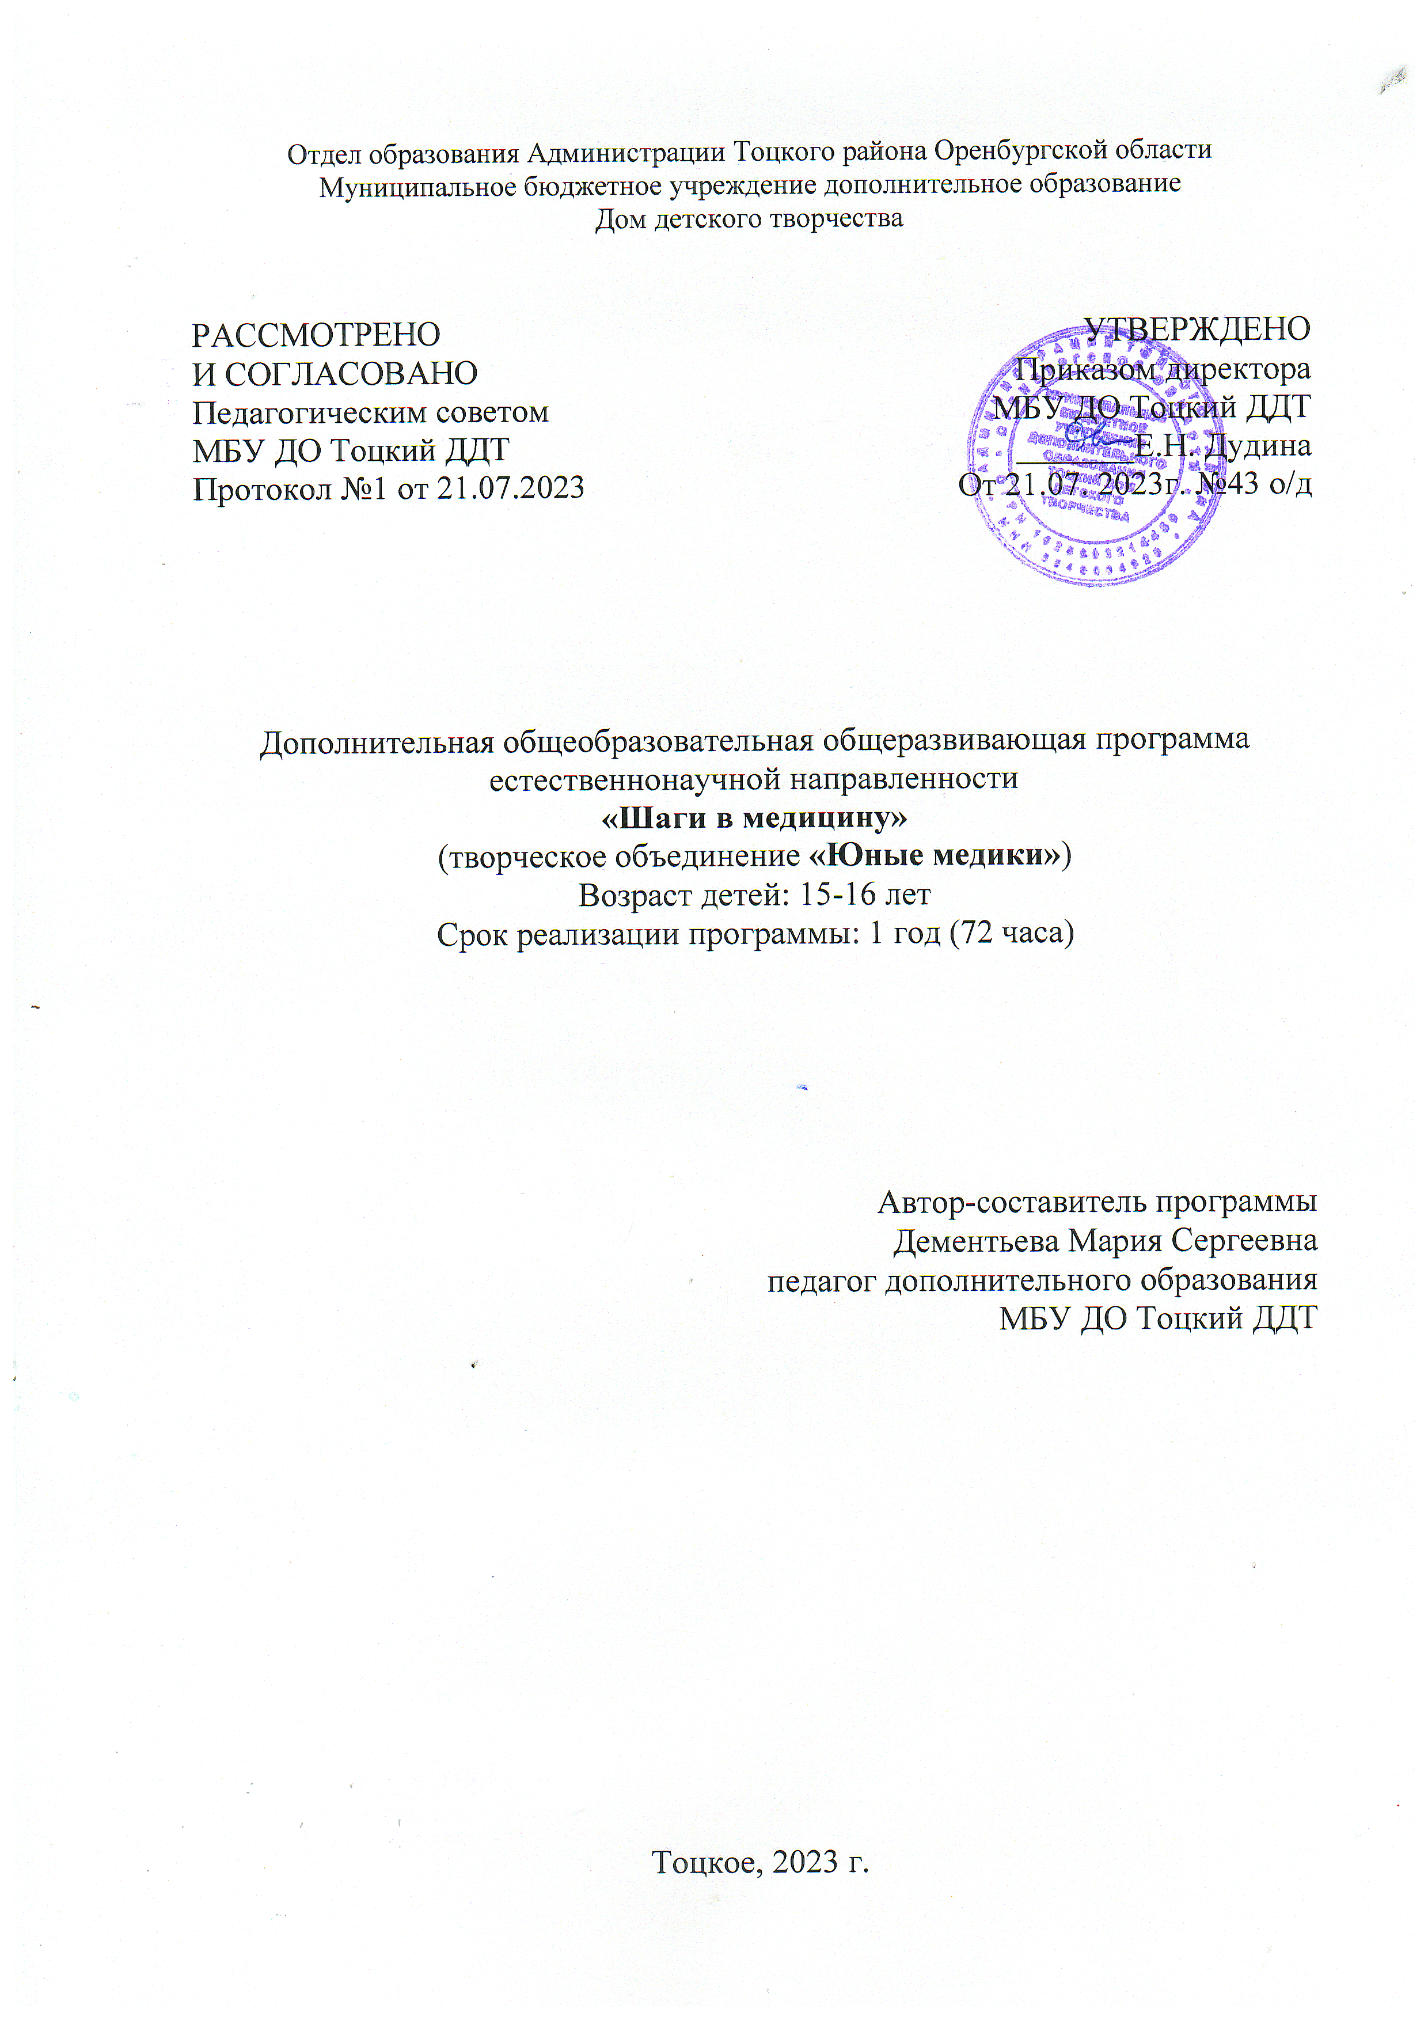 Отдел образования Администрации Тоцкого района Оренбургской области
Муниципальное бюджетное учреждение дополнительное образование
Дом детского творчества
РАССМОТРЕНО
И СОГЛАСОВАНО
Педагогическим советом
МБУ ДО Тоцкий ДДТ
Протокол №1 от 21.07.2023
УТВЕРЖДЕНО
Приказом директора
МБУ ДО Тоцкий ДДТ
Е.Н. Дудина
От 21.07. 2023г. №43 о/д
ДОПОЛНИТЕЛЬНОГО
ОБРАЗОВАНИЯ
ДЕТСКОГО
ТВОРЧЕСТВА
Дополнительная общеобразовательная общеразвивающая программа
естественнонаучной направленности
«Шаги в медицину»
(творческое объединение «Юные медики»)
Возраст детей: 15-16 лет
Срок реализации программы: 1 год (72 часа)
Автор-составитель программы
Дементьева Мария Сергеевна
педагог дополнительного образования
МБУ ДО Тоцкий ДДТ
Тоцкое, 2023 г.